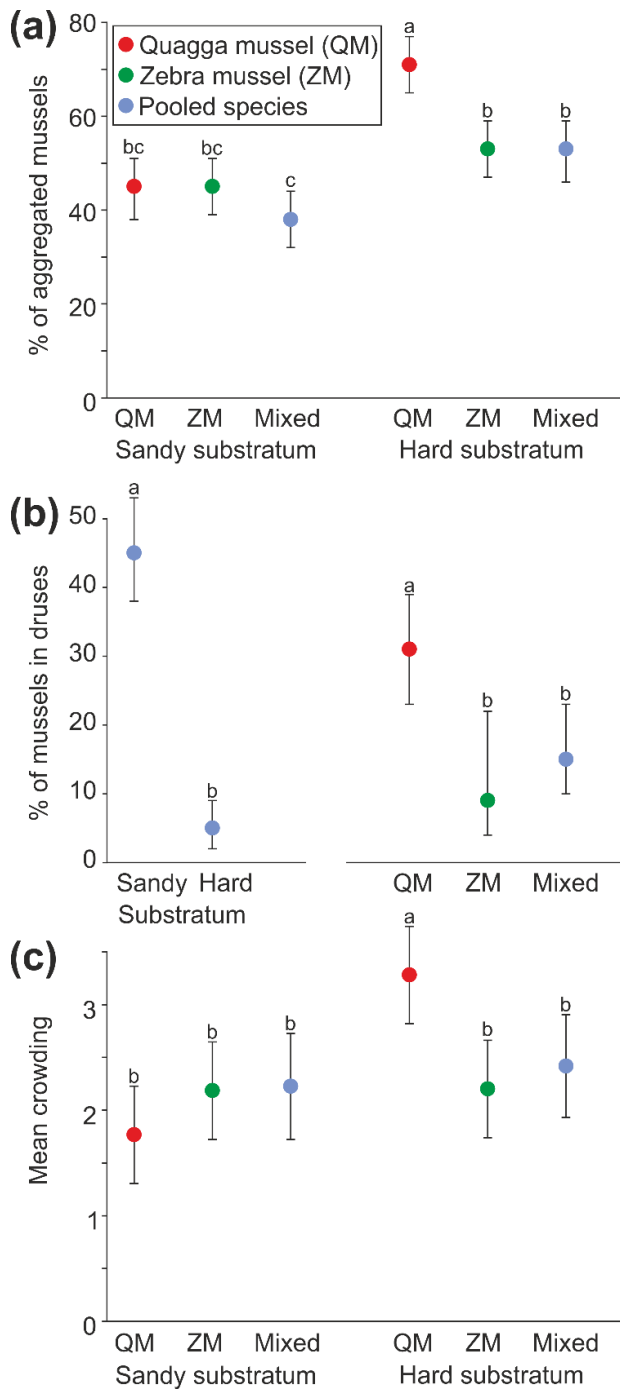 (a)
80
60
40
20
0
% of aggregated mussels
Quagga mussel (QM)
Zebra mussel (ZM)
Pooled species
bc
bc
c
a
b
b
QM ZM Mixed QM ZM Mixed
Sandy substratum Hard substratum
(b)
50
40
30
20
10
0
% of mussels in druses
a
b
a
b
b
Sandy Hard QM ZM Mixed
Substratum
(c)
3
2
1
0
Mean crowding
b
b
b
a
b
b
QM ZM Mixed QM ZM Mixed
Sandy substratum Hard substratum